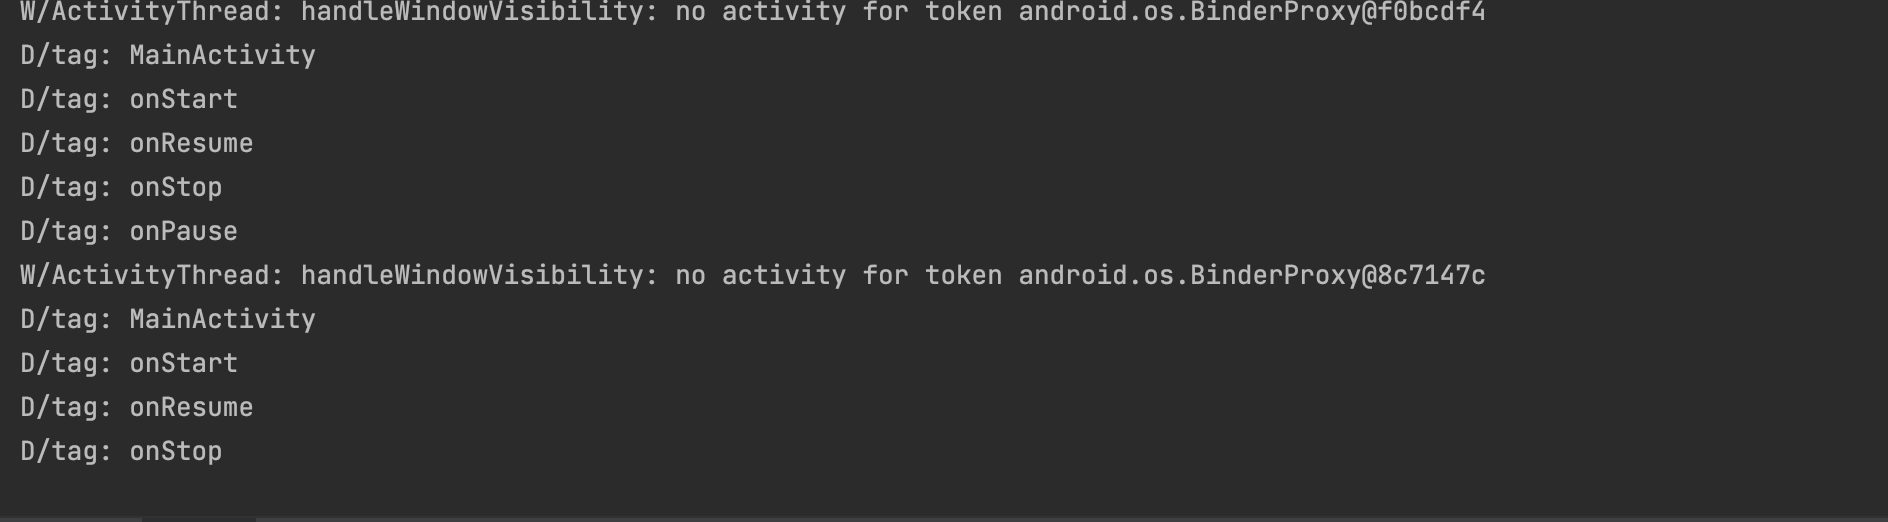 W/ActivityThread: handleWindowVisibility: no activity for token android.os.BinderProxy@f0bcdf4
D/tag: MainActivity
D/tag: onStart
D/tag: onResume
D/tag: onStop
D/tag: onPause
W/ActivityThread: handleWindowVisibility: no activity for token android.os.BinderProxy@8c7147c
D/tag: MainActivity
D/tag: onStart
D/tag: onResume
D/tag: onStop